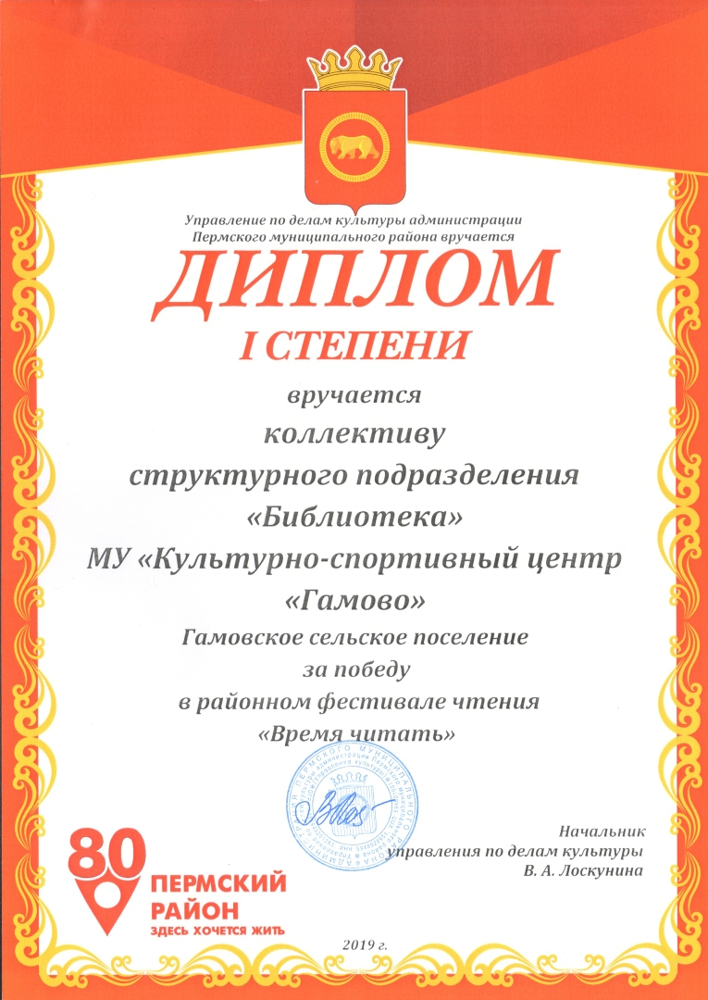 Управление по делам культуры администрации
Пермского муниципального района вручается
ДИПЛОМ
I СТЕПЕНИ
вручается
коллективу
структурного подразделения
«Библиотека»
МУ «Культурно-спортивный центр
«Гамово»
Гамовское сельское поселение
за победу
в районном фестивале чтения
«Время читать»
Начальник
управления по делам культуры
В. А. Лоскунина
80
ПЕРМСКИЙ
РАЙОН
ЗДЕСЬ ХОЧЕТСЯ ЖИТЬ
2019 г.